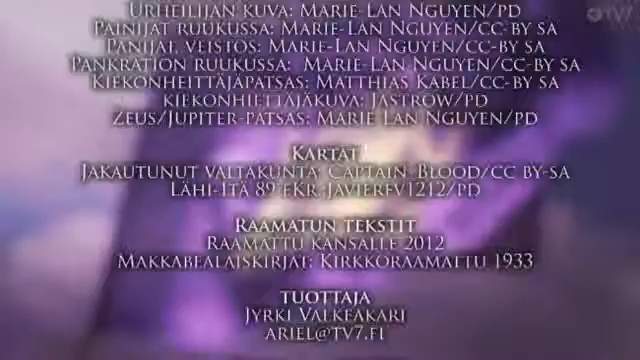 Urheilijan kuva: Marie-Lan Nguyen/PD
Painijat ruukussa: Marie-Lan Nguyen/CC-BY SA
Panijat, veistos: Marie-Lan Nguyen/CC-BY SA
Pankration ruukussa: Marie-Lan Nguyen/CC-BY SA
Kiekonheittäjäpatsas: Matthias Kabel/CC-BY SA
kiekonhiettäjäkuva: Jastrow/PD
Zeus/Jupiter-patsas: Marie Lan Nguyen/PD
Kartat:
Jakautunut valtakunta: Captain Blood/CC BY-SA
Lähi-itä 89 eKr: Javierfv1212/PD
Raamatun tekstit
Raamattu kansalle 2012
Makkabealaiskirjat: Kirkkoraamattu 1933
tuottaja
Jyrki Valkeakari
ariel@tv7.fi
TV7